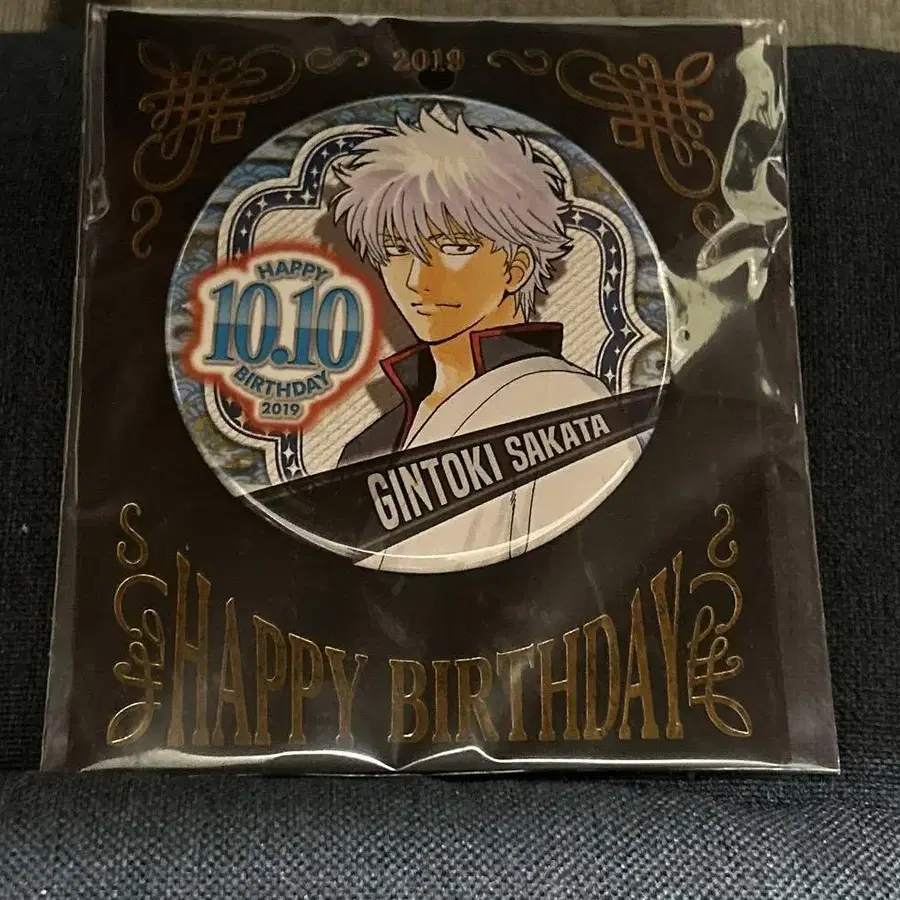 2019
HAPPY
10.10
BIRTHDAY
2019
GINTOKI SAKATA
HAPPY BIRTHDAY